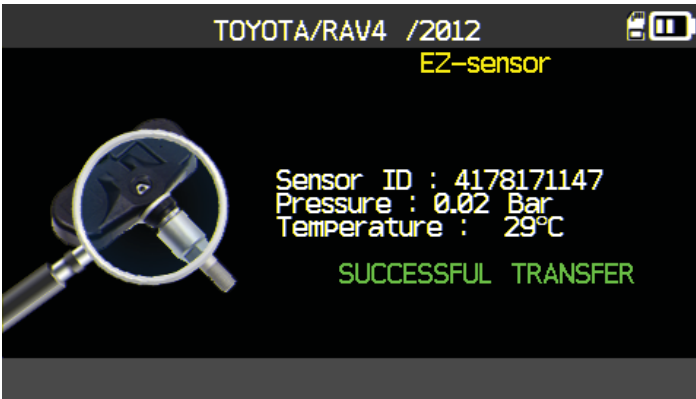 TOYOTA/RAV4 /2012
EZ-sensor
Sensor ID : 4178171147
Pressure : 0.02 Bar
Temperature : 29°C
SUCCESSFUL TRANSFER